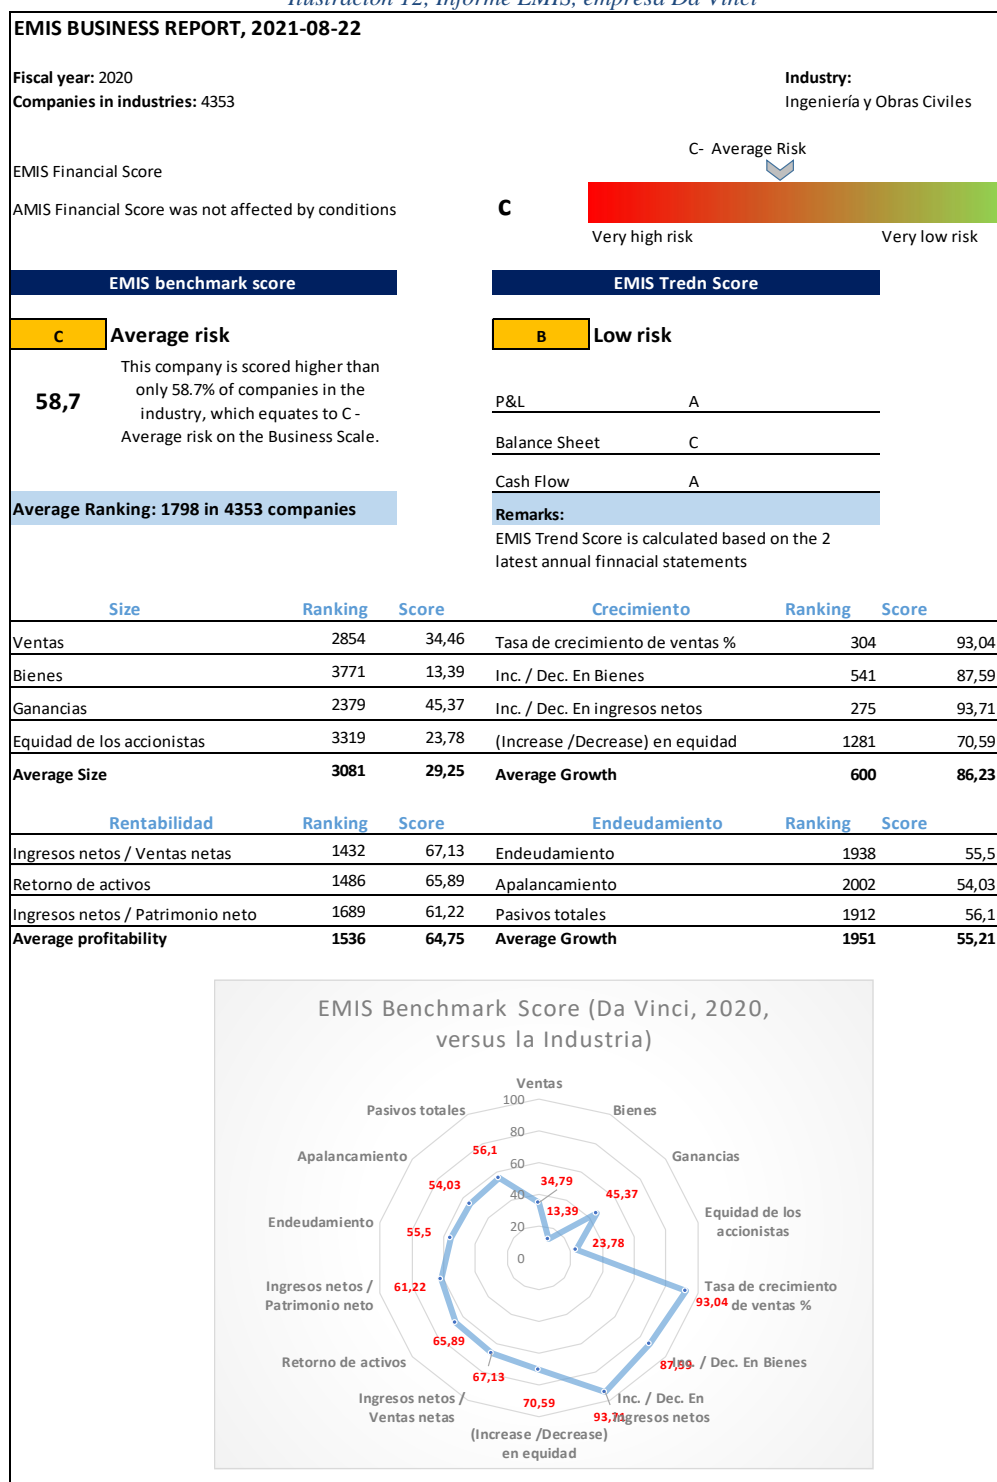 Ilustración 12, Informe EMIS, empresa Da Vinci
EMIS BUSINESS REPORT, 2021-08-22
Fiscal year: 2020
Industry:
Companies in industries: 4353
Ingeniería y Obras Civiles
C- Average Risk
EMIS Financial Score
AMIS Financial Score was not affected by conditions
c
Very high risk
Very low risk
EMIS benchmark score
EMIS Tredn Score
C
Average risk
B
Low risk
This company is scored higher than
only 58.7% of companies in the
industry, which equates to C -
Average risk on the Business Scale.
58,7
P&L A
Balance Sheet C
Cash Flow A
Average Ranking: 1798 in 4353 companies
Remarks:
EMIS Trend Score is calculated based on the 2
latest annual finnacial statements
Size Ranking Score Crecimiento Ranking Score
Ventas 2854 34,46 Tasa de crecimiento de ventas % 304 93,04
Bienes 3771 13,39 Inc. / Dec. En Bienes 541 87,59
Ganancias 2379 45,37 Inc. / Dec. En ingresos netos 275 93,71
Equidad de los accionistas 3319 23,78 (Increase /Decrease) en equidad 1281 70,59
Average Size 3081 29,25 Average Growth 600 86,23
Rentabilidad Ranking Score Endeudamiento Ranking Score
Ingresos netos / Ventas netas 1432 67,13 Endeudamiento 1938 55,5
Retorno de activos 1486 65,89 Apalancamiento 2002 54,03
Ingresos netos / Patrimonio neto 1689 61,22 Pasivos totales 1912 56,1
Average profitability 1536 64,75 Average Growth 1951 55,21
EMIS Benchmark Score (Da Vinci, 2020,
versus la Industria)
Ventas
Bienes
Ganancias
Equidad de los
accionistas
Tasa de crecimiento
de ventas %
Inc. / Dec. En Bienes
Inc. / Dec. En
Ingresos netos
(Increase /Decrease)
en equidad
Ingresos netos /
Ventas netas
Retorno de activos
Ingresos netos /
Patrimonio neto
Endeudamiento
Apalancamiento
Pasivos totales
100
80
60
40
20
0
34,79
13,39
45,37
23,78
93,04
87,59
93,71
70,59
67,13
65,89
61,22
55,5
54,03
56,1